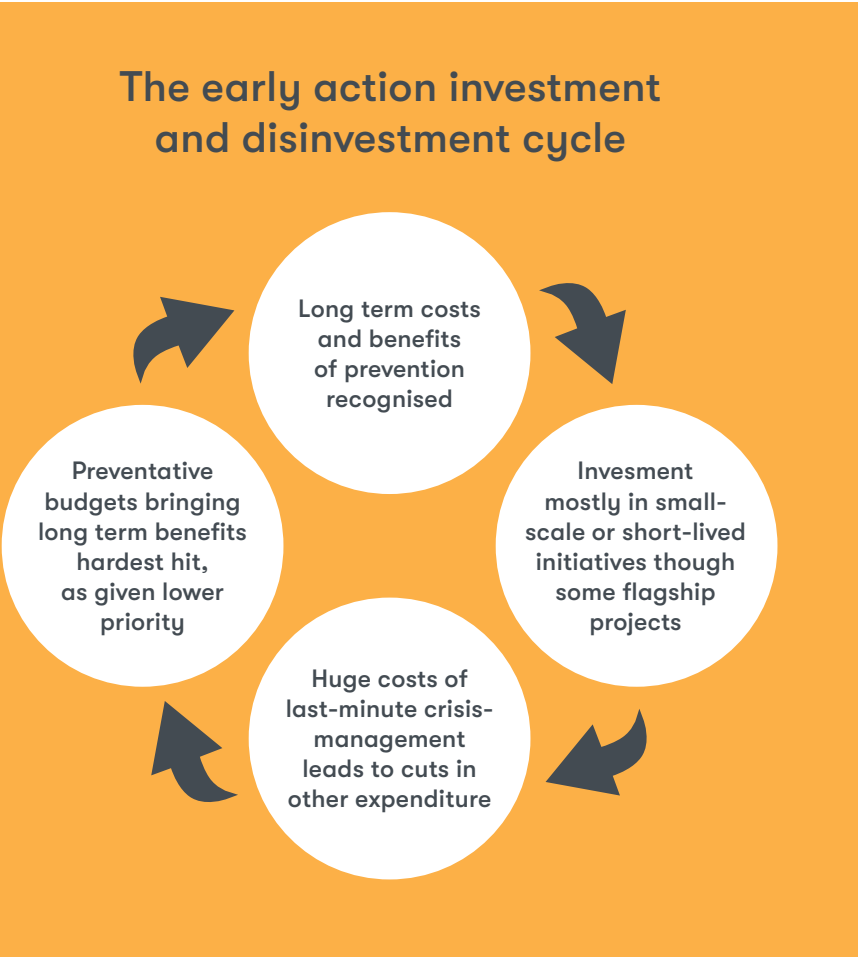 The early action investment
and disinvestment cycle
Long term costs
and benefits
of prevention
recognised
Invesment
mostly in small-
scale or short-lived
initiatives though
some flagship
projects
Huge costs of
last-minute crisis-
management
leads to cuts in
other expenditure
Preventative
budgets bringing
long term benefits
hardest hit,
as given lower
priority